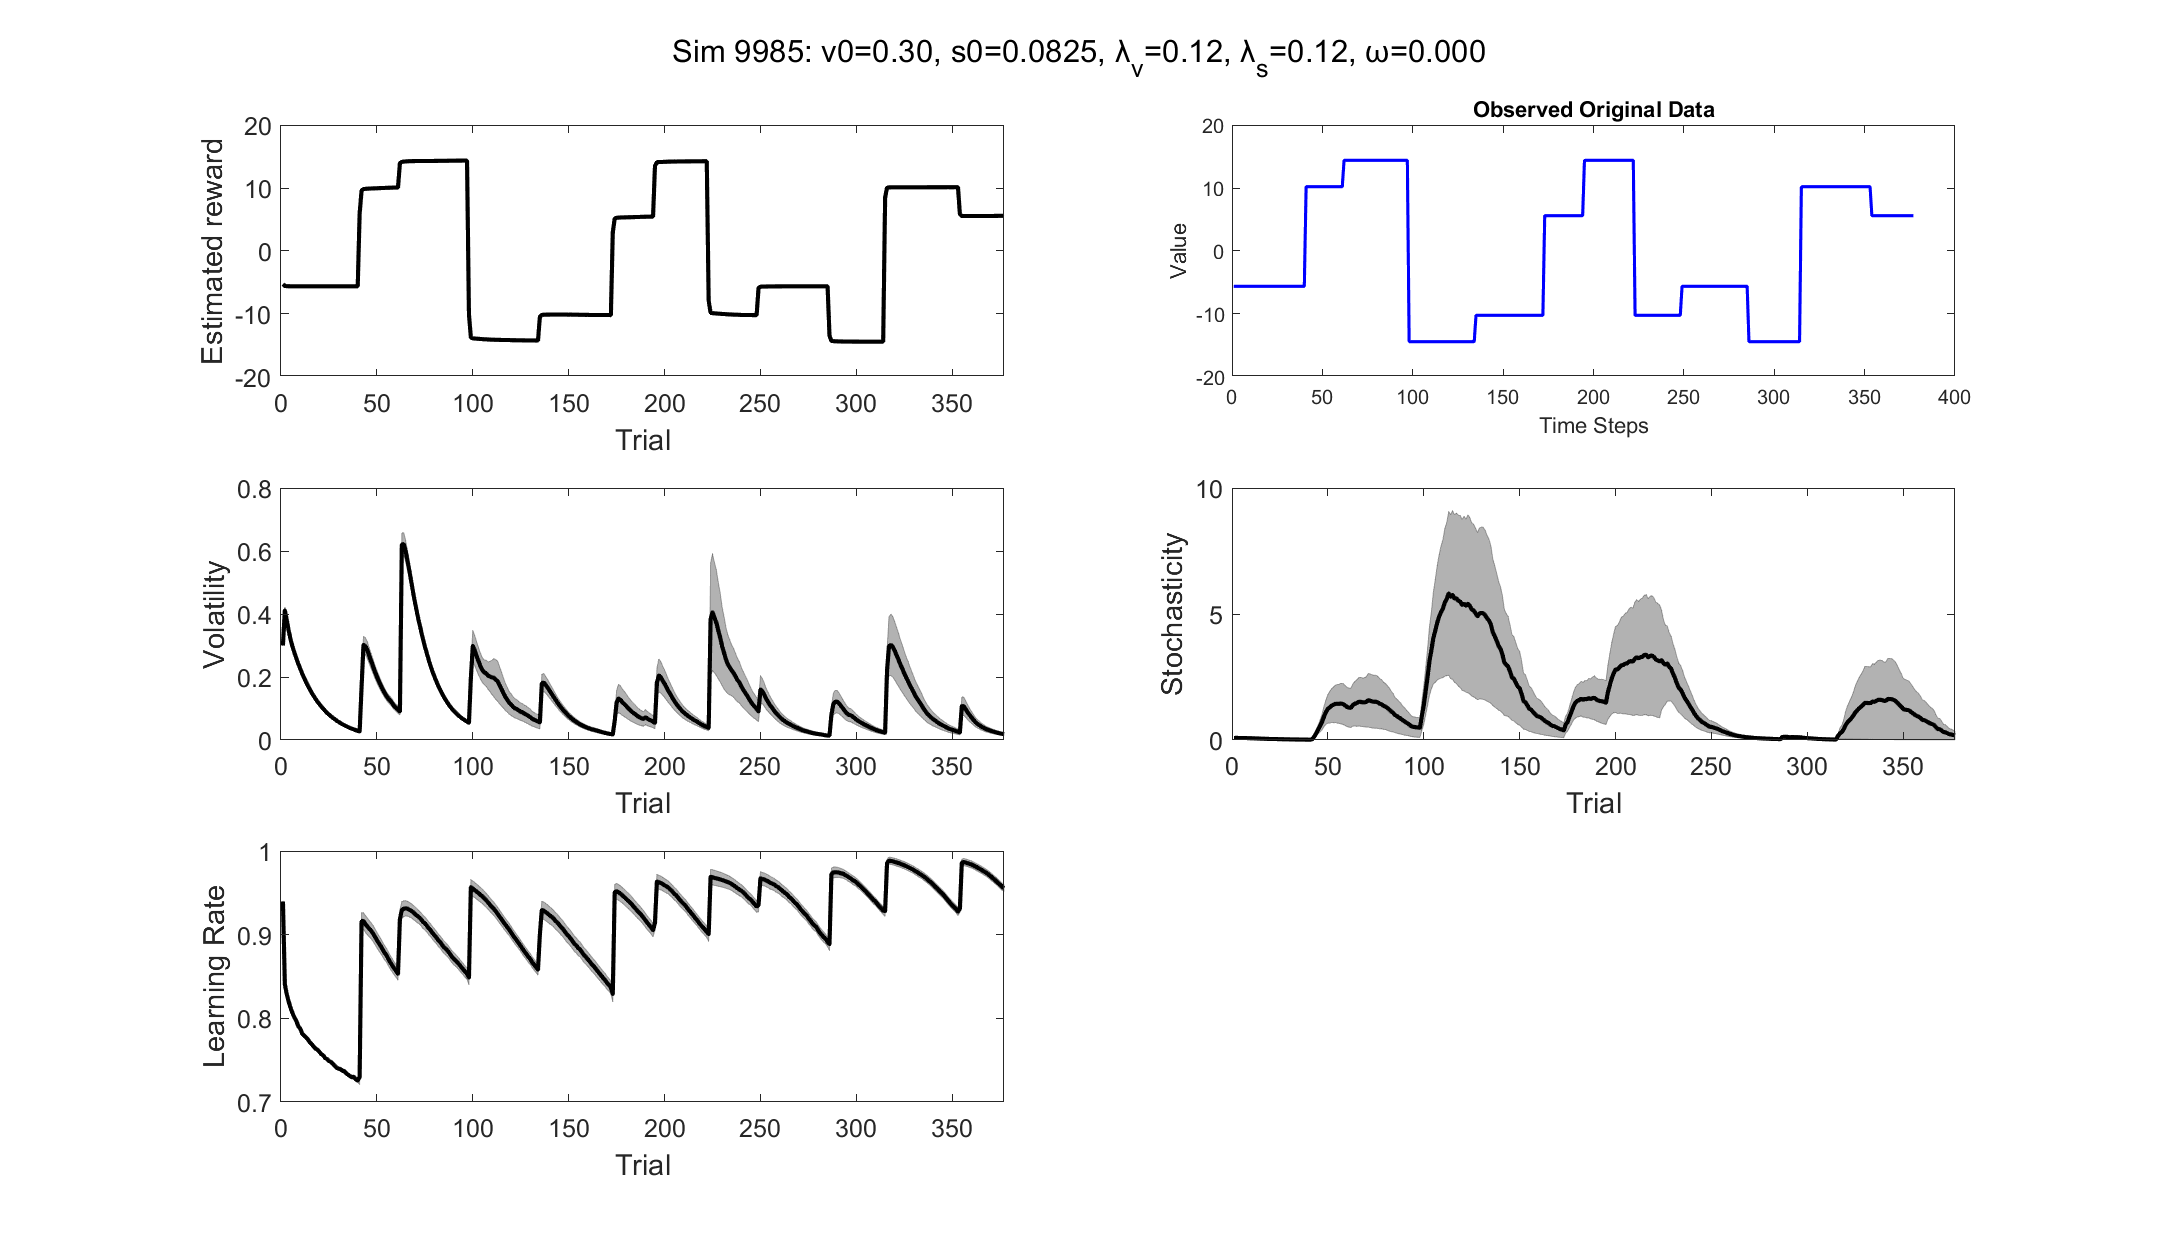 Sim 9985: v0=0.30, s0=0.0825, λ_v=0.12, λ_s=0.12, ω=0.000
Estimated reward
20
10
0
-10
-20
0 50 100 150 200 250 300 350
Trial
Observed Original Data
Value
20
10
0
-10
-20
0 50 100 150 200 250 300 350 400
Time Steps
Volatility
0.8
0.6
0.4
0.2
0
0 50 100 150 200 250 300 350
Trial
Stochasticity
10
5
0
0 50 100 150 200 250 300 350
Trial
Learning Rate
1
0.9
0.8
0.7
0 50 100 150 200 250 300 350
Trial